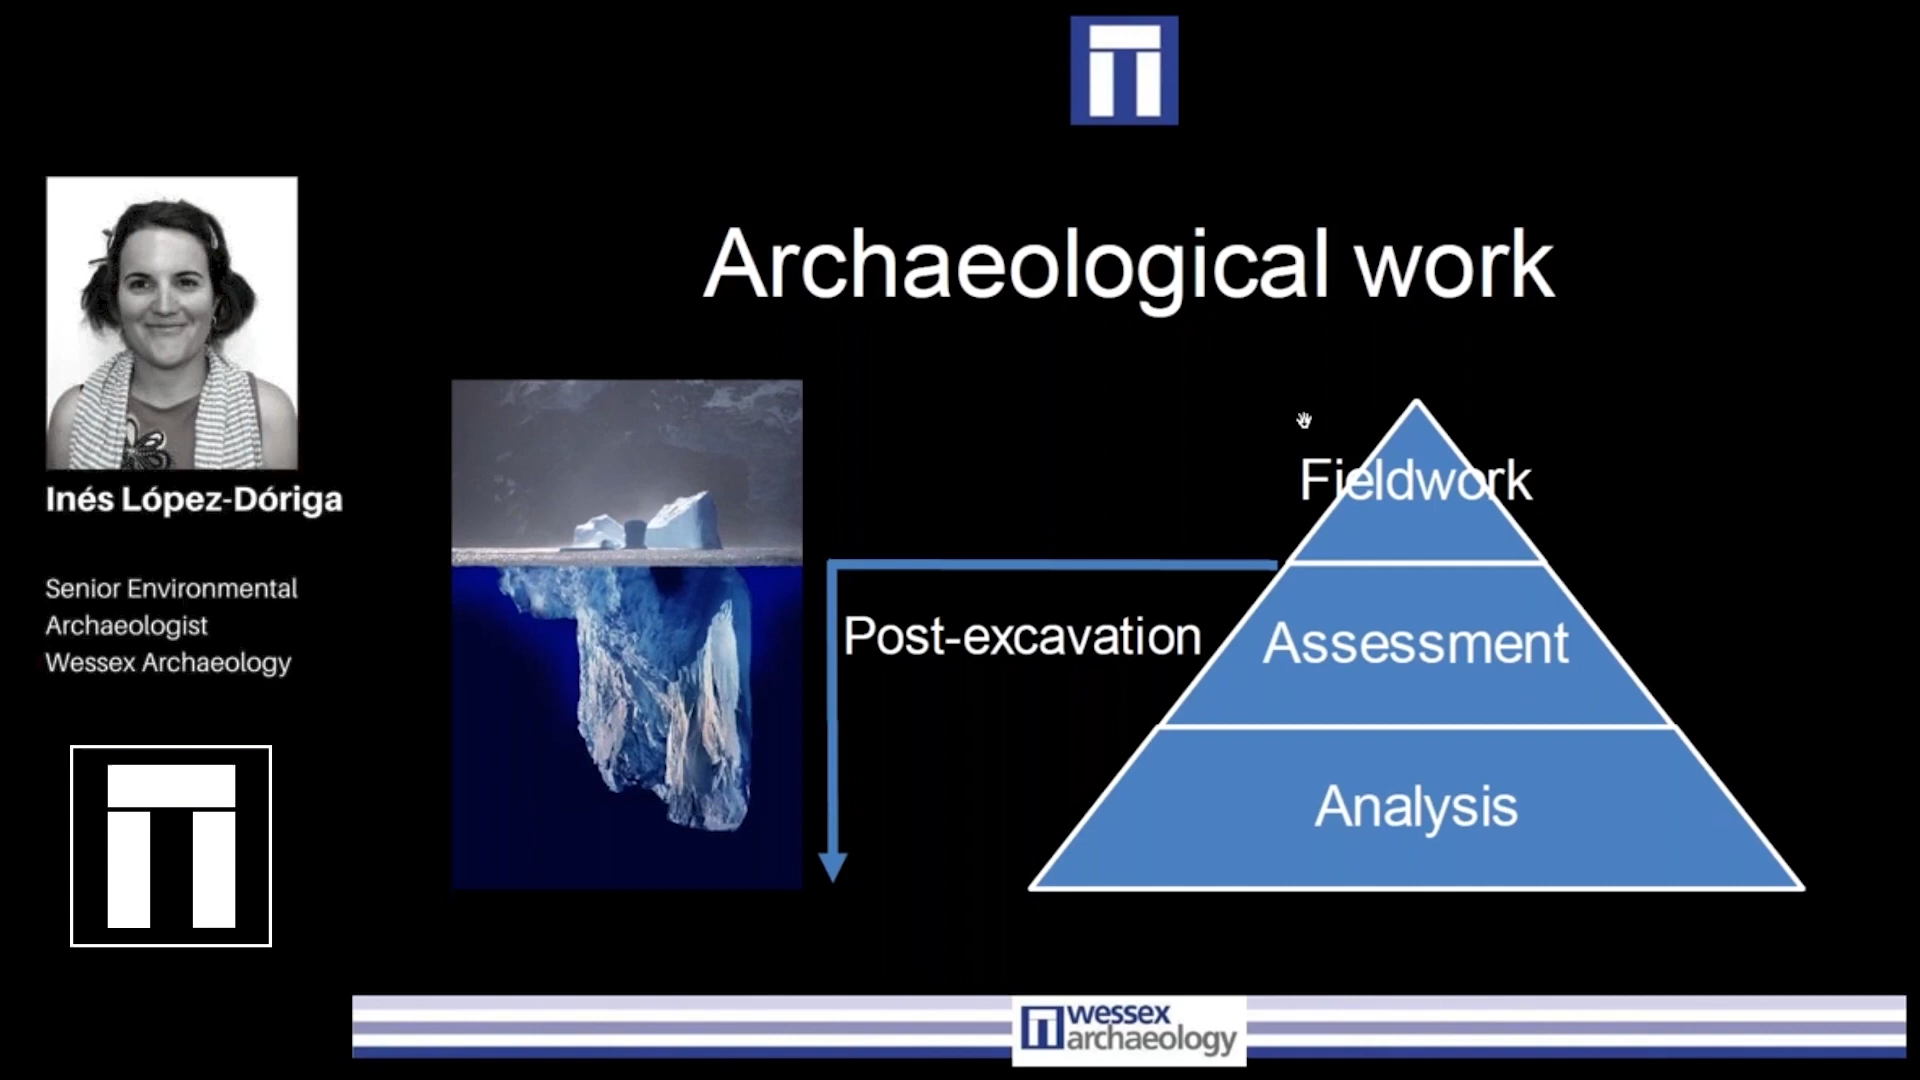 Archaeological work
Inés López-Dóriga
Senior Environmental
Archaeologist
Wessex Archaeology
Fieldwork
Post-excavation
Assessment
Analysis
wessex
archaeology